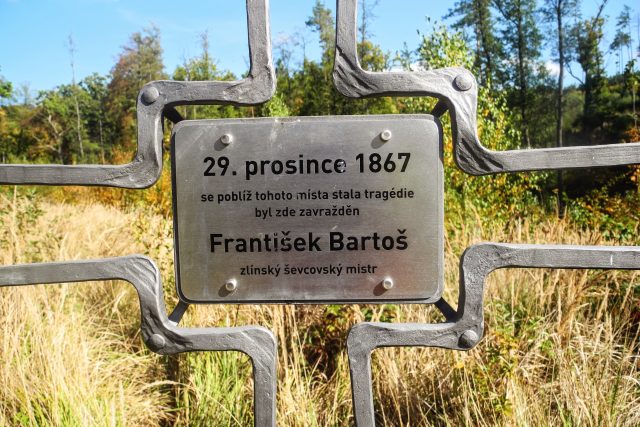 29. prosince 1867
se poblíž tohoto místa stala tragédie
byl zde zavražděn
František Bartoš
zlínský ševcovský mistr